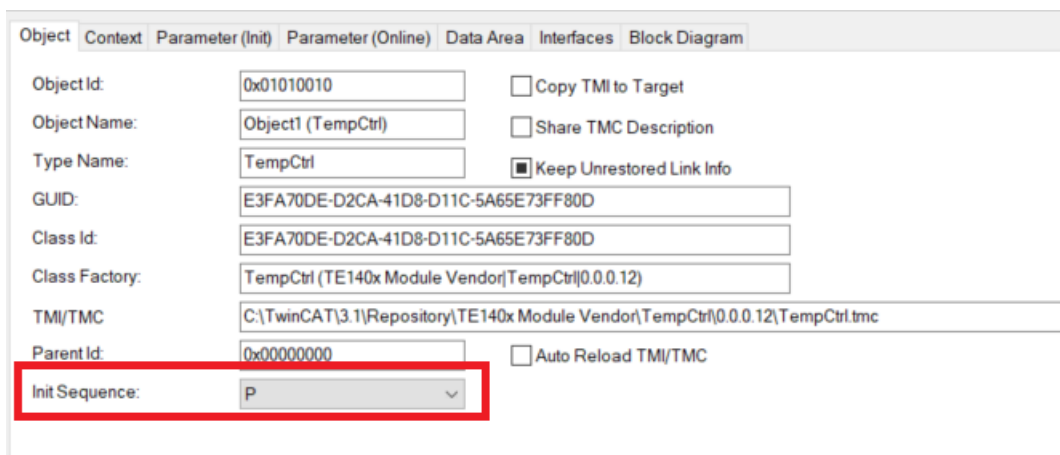 Object Context Parameter (Init) Parameter (Online) Data Area Interfaces Block Diagram
Object Id: 0x01010010 Copy TMI to Target
Object Name: Object1 (TempCtrl) Share TMC Description
Type Name: TempCtrl Keep Unrestored Link Info
GUID: E3FA70DE-D2CA-41D8-D11C-5A65E73FF80D
Class Id: E3FA70DE-D2CA-41D8-D11C-5A65E73FF80D
Class Factory: TempCtrl (TE140x Module Vendor|TempCtrl|0.0.0.12)
TMI/TMC C:\TwinCAT\3.1\Repository\TE140x Module Vendor\TempCtrl\0.0.0.12\TempCtrl.tmc
Parent Id: 0x00000000 Auto Reload TMI/TMC
Init Sequence: P